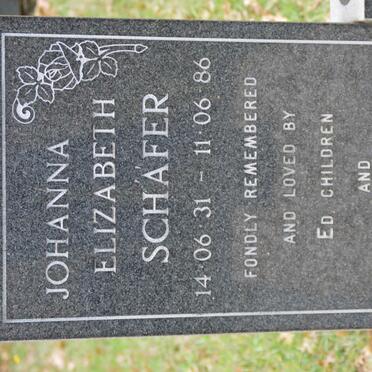 JOHANNA
ELIZABETH
SCHÄFER
14·06 31 – 11·06 86
FONDLY REMEMBERED
AND LOVED BY
ED CHILDREN
AND